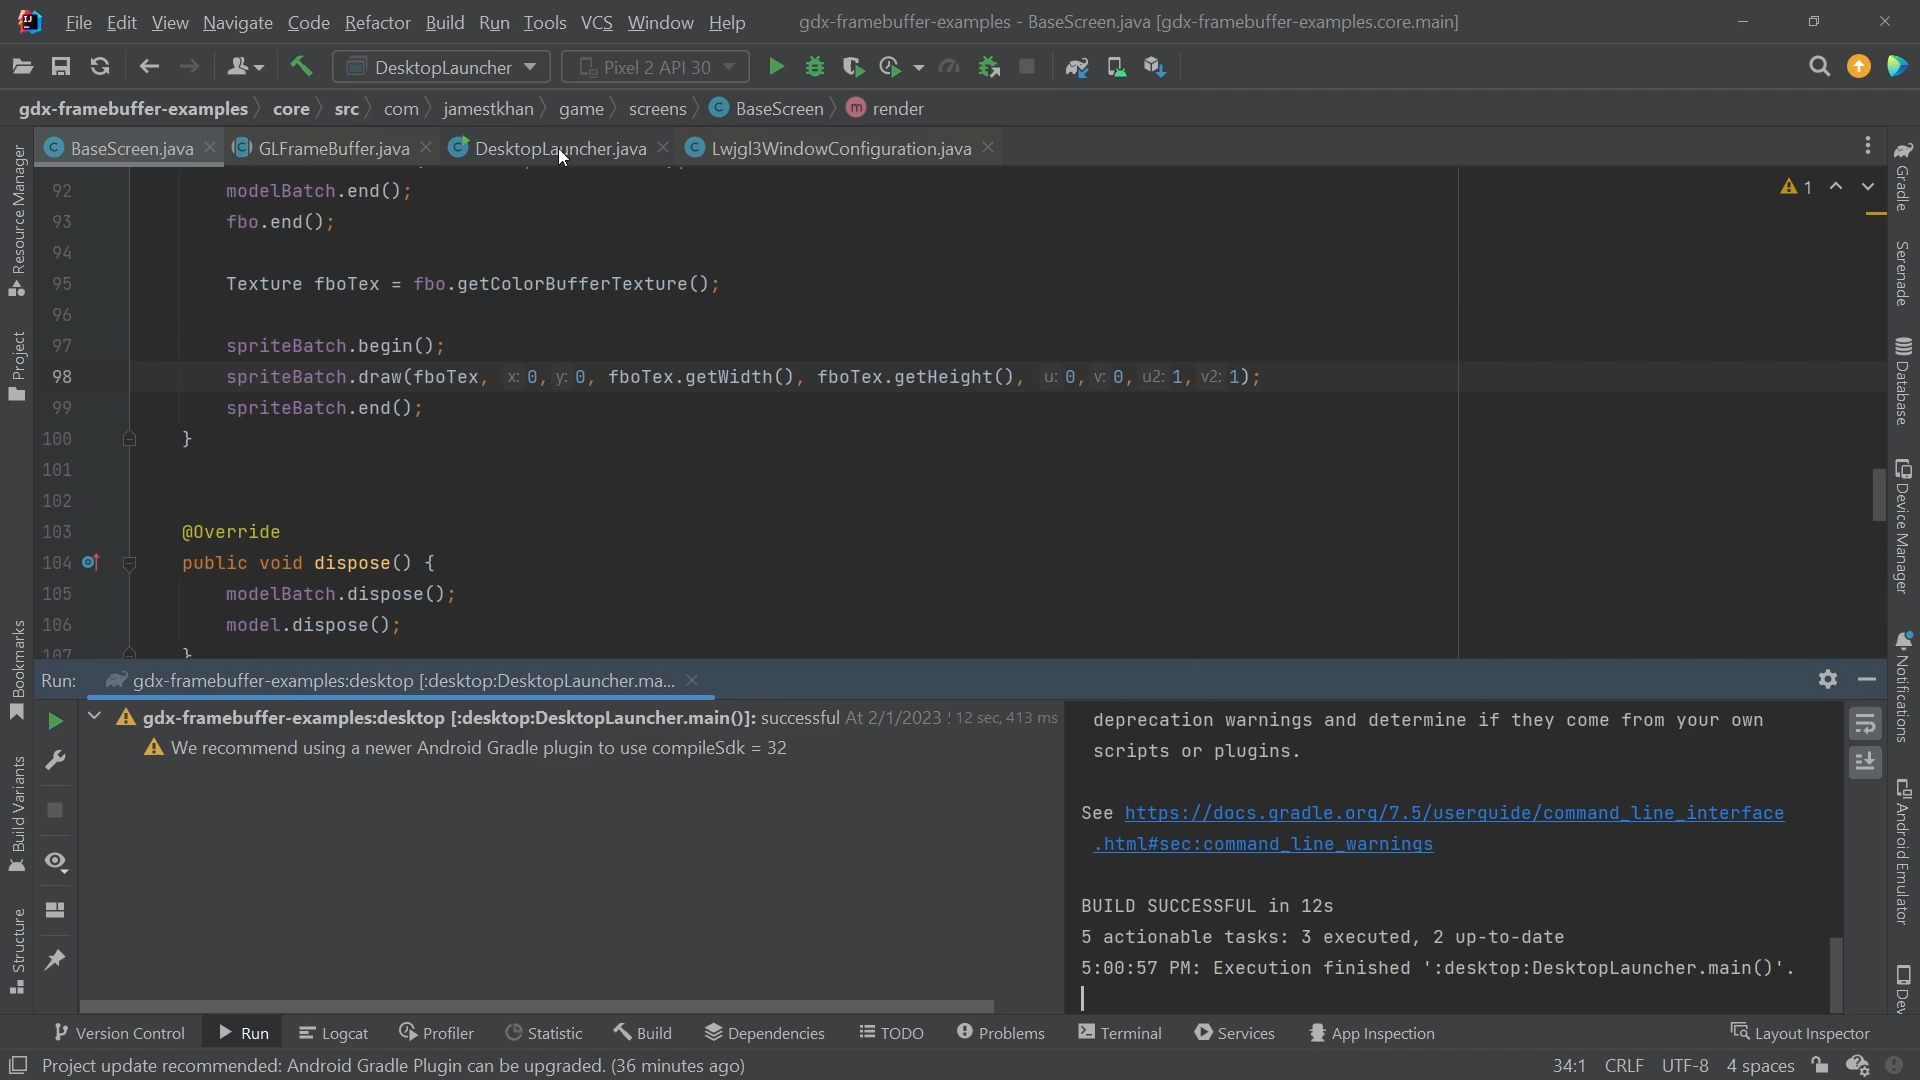 File Edit View Navigate Code Refactor Build Run Tools VCS Window Help gdx-framebuffer-examples - BaseScreen.java [gdx-framebuffer-examples.core.main]
DesktopLauncher Pixel 2 API 30
gdx-framebuffer-examples core src com jamestkhan game screens BaseScreen render
BaseScreen.java GLFrameBuffer.java DesktopLauncher.java Lwjgl3WindowConfiguration.java
92 modelBatch.end();
93 fbo.end();
94
95 Texture fboTex = fbo.getColorBufferTexture();
96
97 spriteBatch.begin();
98 spriteBatch.draw(fboTex, x: 0, y: 0, fboTex.getWidth(), fboTex.getHeight(), u: 0, v: 0, u2: 1, v2: 1);
99 spriteBatch.end();
100 }
101
102
103 @Override
104 public void dispose() {
105 modelBatch.dispose();
106 model.dispose();
107 }
1
Resource Manager
Project
Bookmarks
Build Variants
Structure
Gradle
Serenade
Database
Device Manager
Notifications
Android Emulator
Dev
Run: gdx-framebuffer-examples:desktop [:desktop:DesktopLauncher.ma...
gdx-framebuffer-examples:desktop [:desktop:DesktopLauncher.main()]: successful At 2/1/2023 12 sec, 413 ms
We recommend using a newer Android Gradle plugin to use compileSdk = 32
deprecation warnings and determine if they come from your own
scripts or plugins.
See https://docs.gradle.org/7.5/userguide/command_line_interface
.html#sec:command_line_warnings
BUILD SUCCESSFUL in 12s
5 actionable tasks: 3 executed, 2 up-to-date
5:00:57 PM: Execution finished ':desktop:DesktopLauncher.main()'.
Version Control Run Logcat Profiler Statistic Build Dependencies TODO Problems Terminal Services App Inspection Layout Inspector
Project update recommended: Android Gradle Plugin can be upgraded. (36 minutes ago) 34:1 CRLF UTF-8 4 spaces